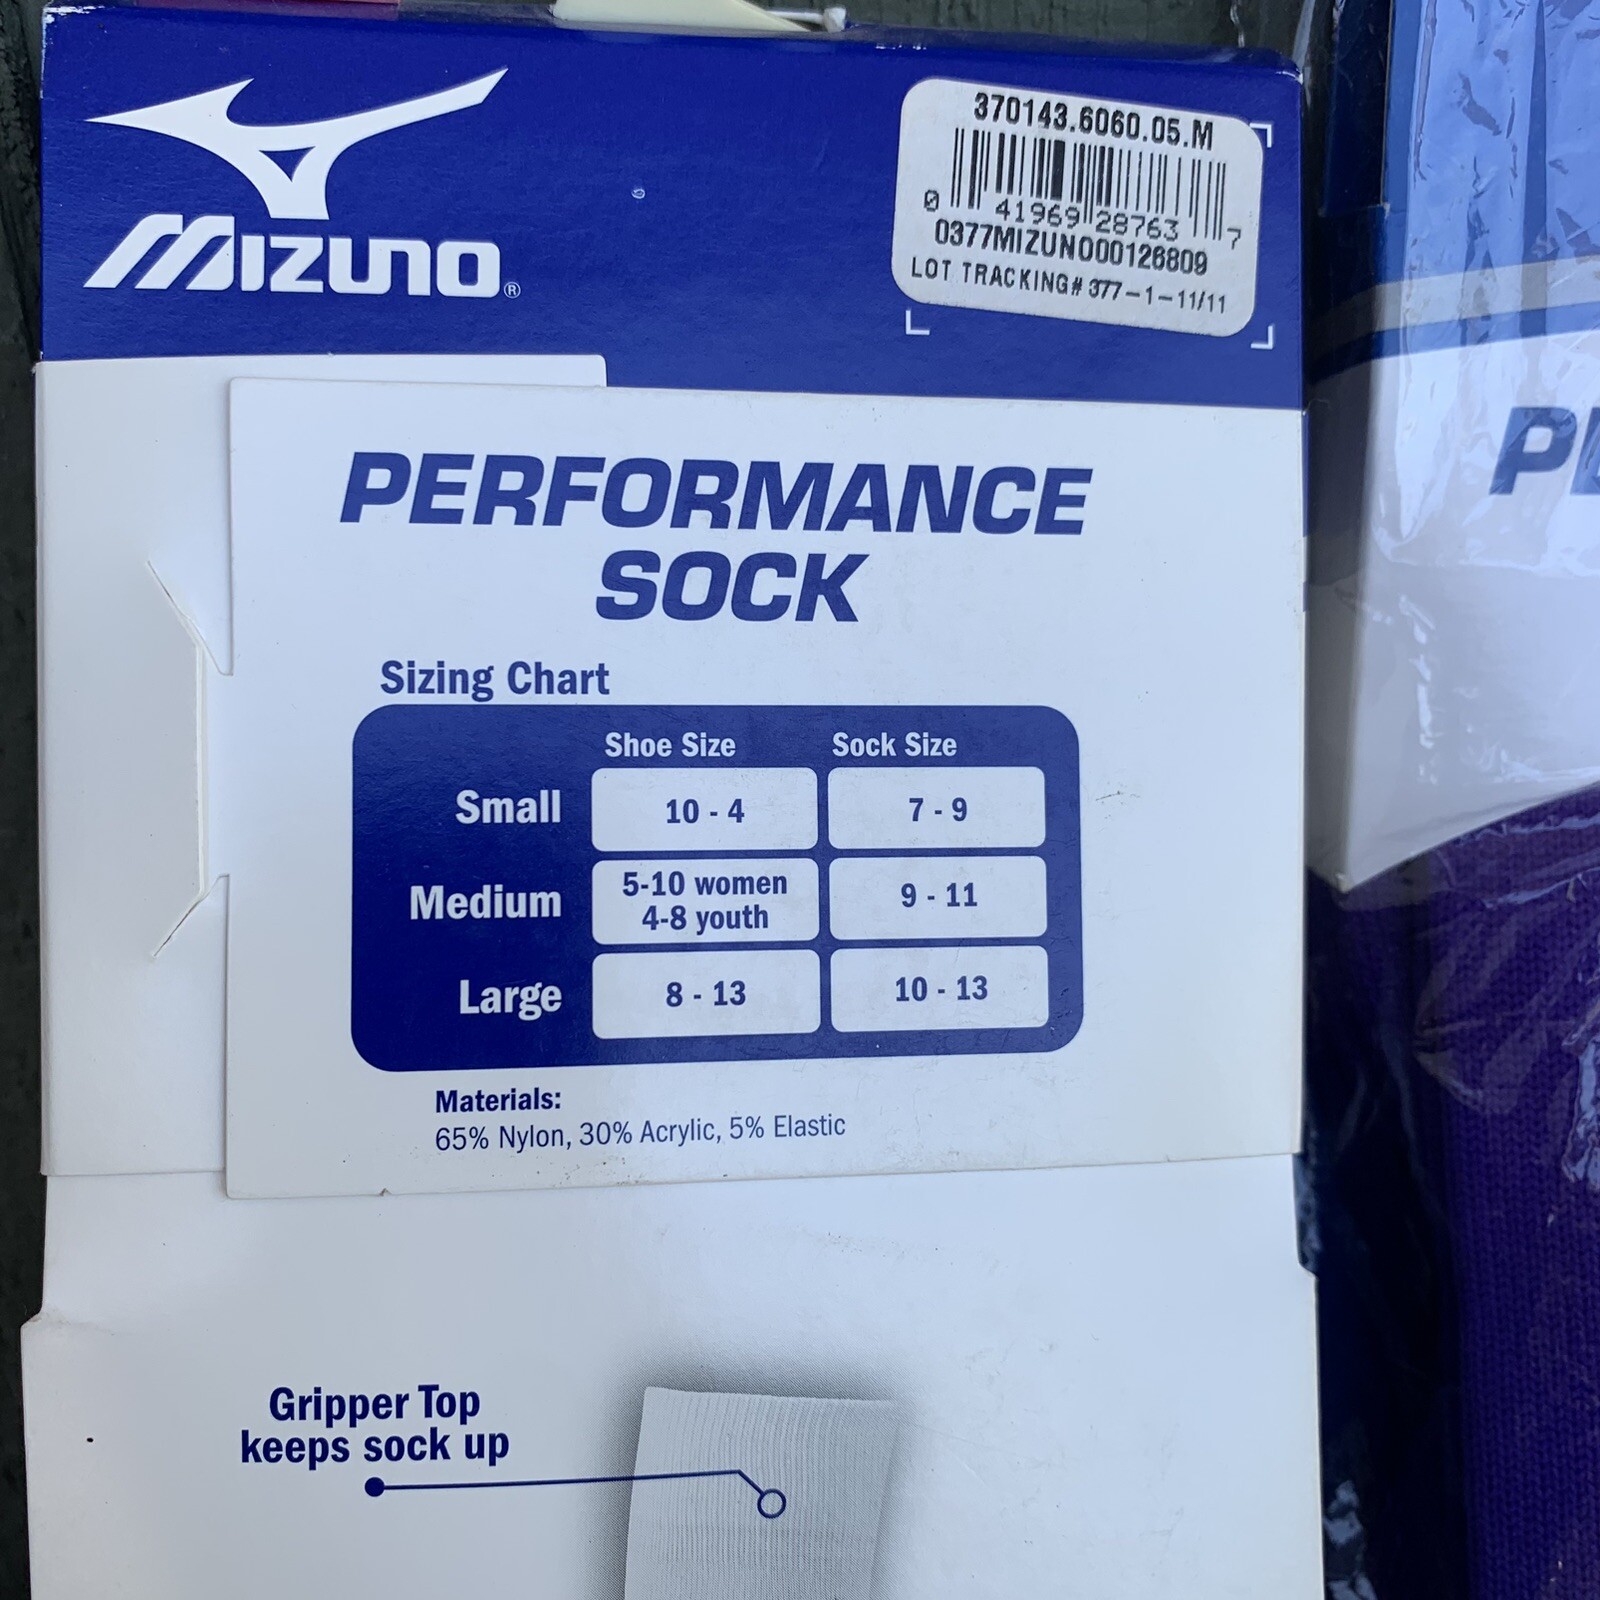 MIZUNO®
370143.6060.05.M
0 41969 28763 7
0377MIZUNO00126809
LOT TRACKING# 377-1-11/11
PERFORMANCE
SOCK
Sizing Chart
Shoe Size Sock Size
Small 10 - 4 7 - 9
Medium 5-10 women 9 - 11
4-8 youth
Large 8 - 13 10 - 13
Materials:
65% Nylon, 30% Acrylic, 5% Elastic
Gripper Top
keeps sock up